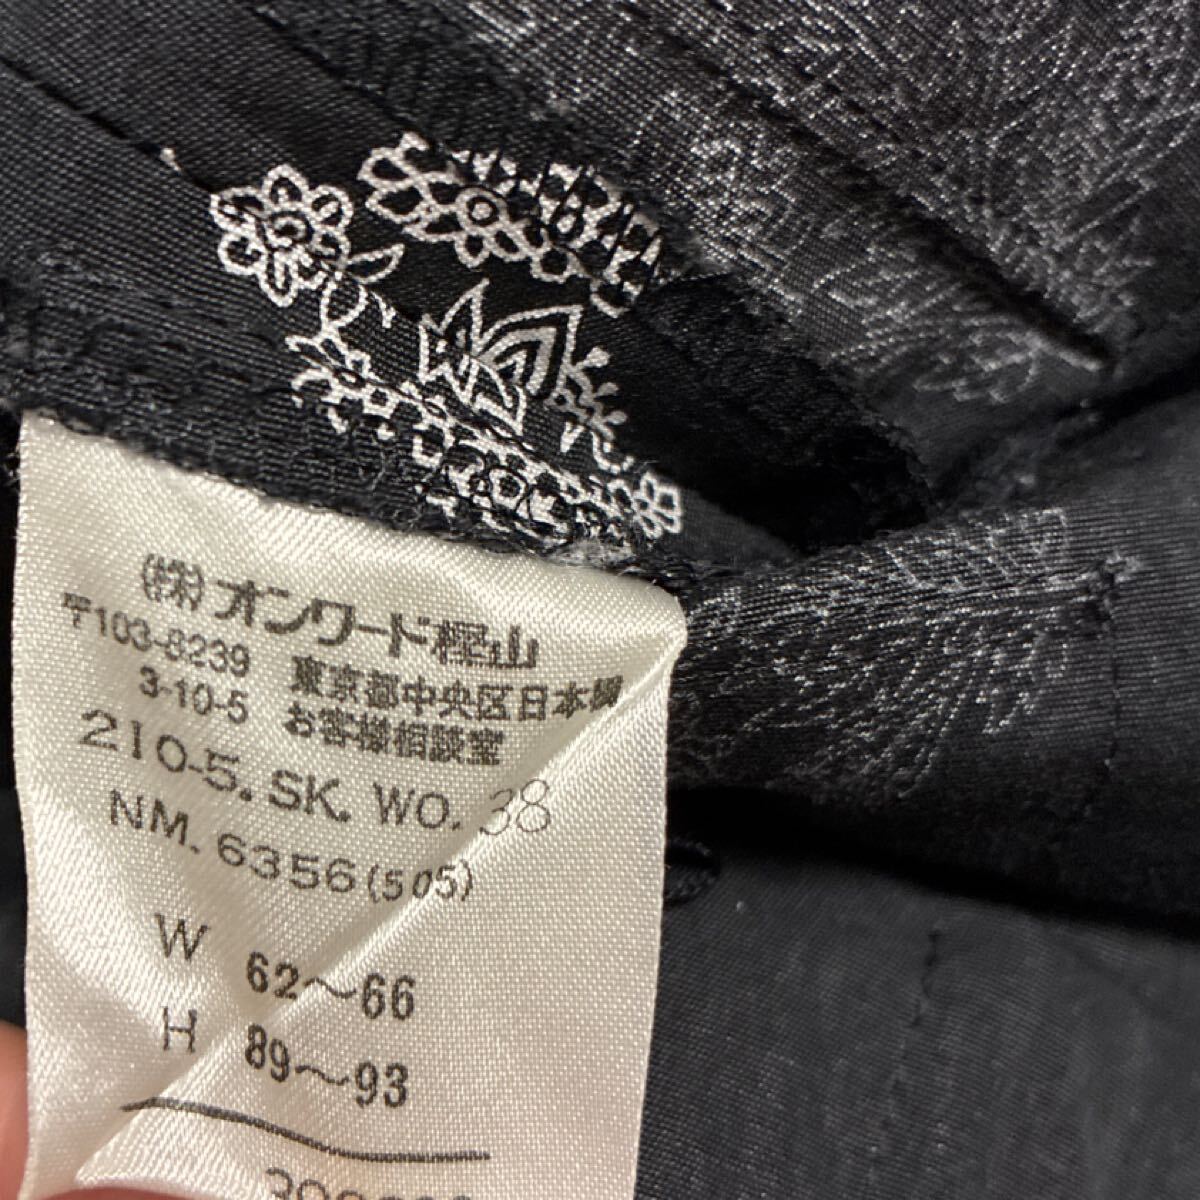 (株)オンワード樫山
〒103-8239 東京都中央区日本橋
3-10-5 お客様相談室
210-5. SK. WO. 38
NM. 6356(505)
W 62〜66
H 89〜93